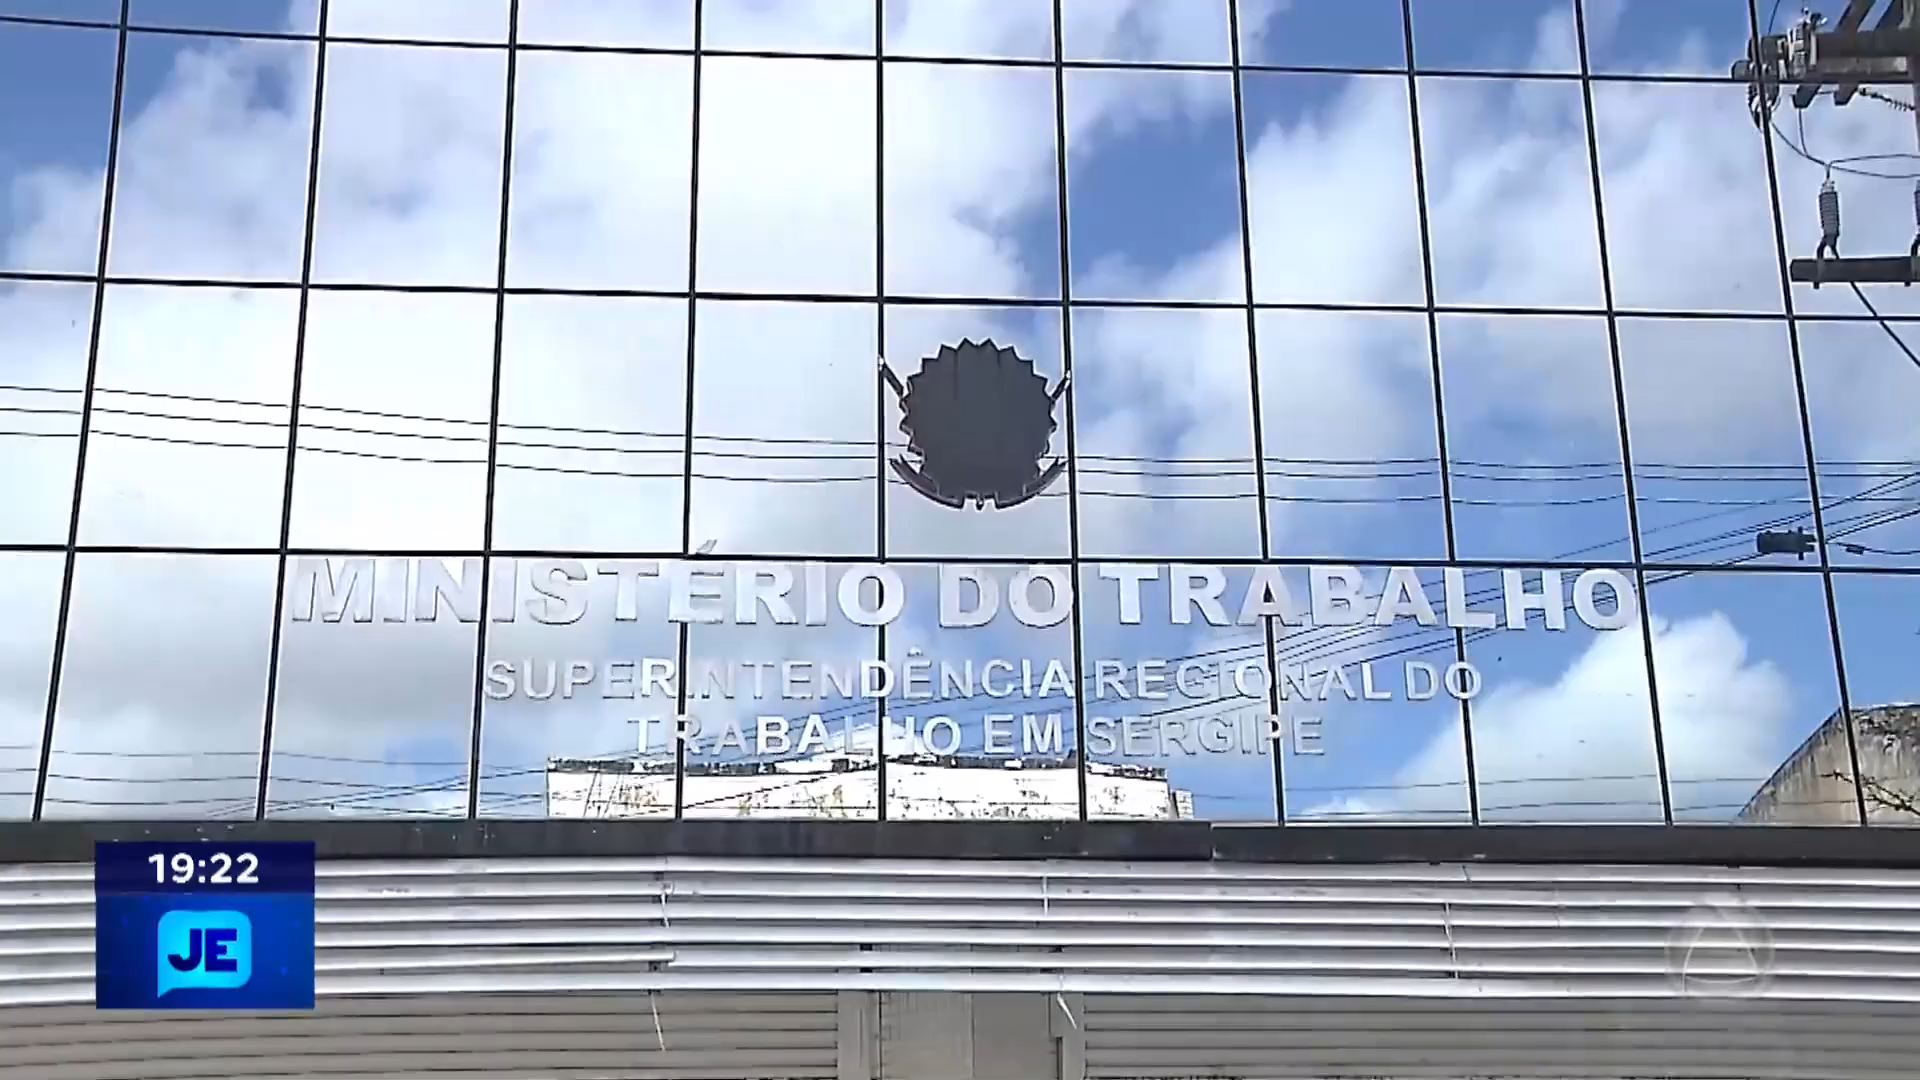 MINISTÉRIO DO TRABALHO
SUPERINTENDÊNCIA REGIONAL DO
TRABALHO EM SERGIPE
19:22
JE